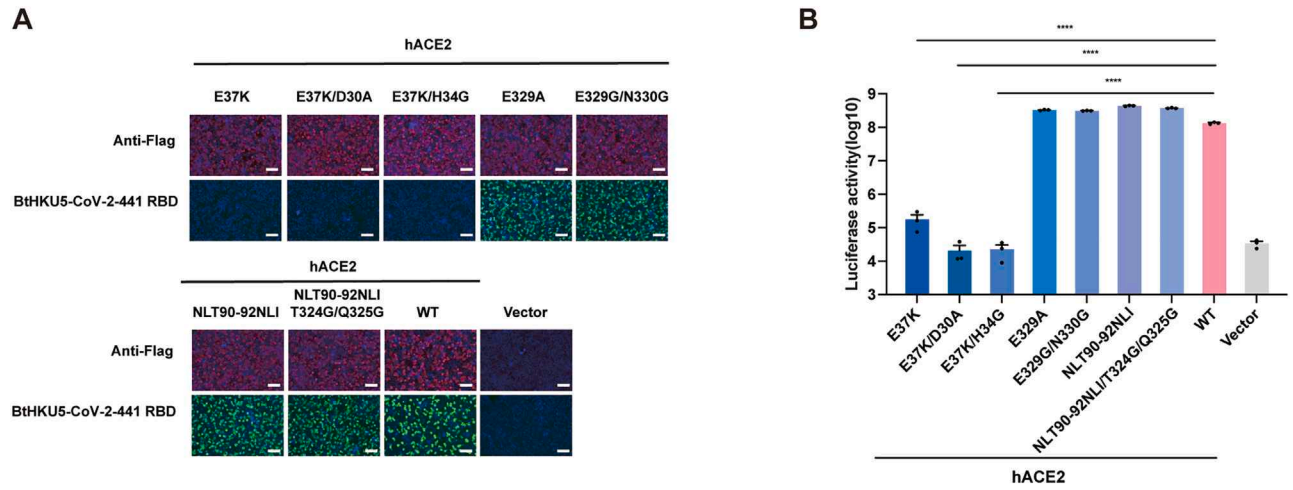 A
hACE2
E37K E37K/D30A E37K/H34G E329A E329G/N330G
Anti-Flag
BtHKU5-CoV-2-441 RBD
hACE2
NLT90-92NLI NLT90-92NLI T324G/Q325G WT Vector
Anti-Flag
BtHKU5-CoV-2-441 RBD
B
****
****
****
Luciferase activity(log10)
9
8
7
6
5
4
3
E37K
E37K/D30A
E37K/H34G
E329A
E329G/N330G
NLT90-92NLI
NLT90-92NLI/T324G/Q325G
WT
Vector
hACE2